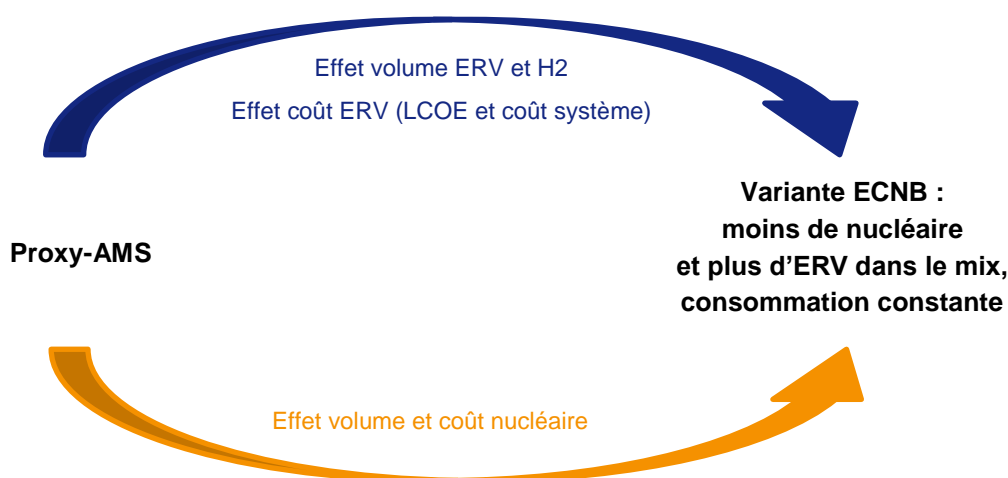 Effet volume ERV et H2
Effet coût ERV (LCOE et coût système)
Proxy-AMS
Variante ECNB :
moins de nucléaire
et plus d’ERV dans le mix,
consommation constante
Effet volume et coût nucléaire